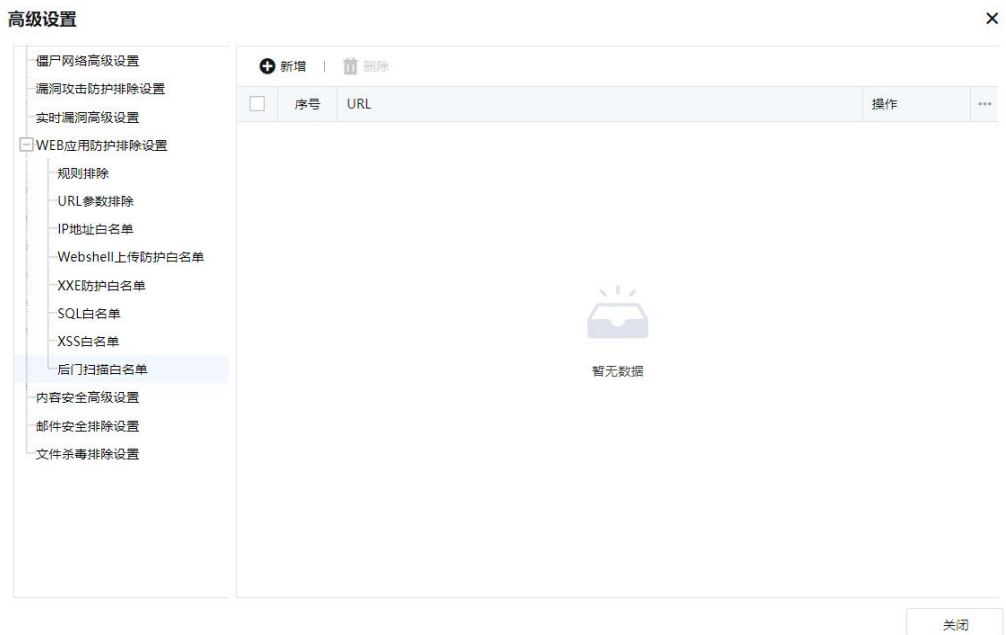 高级设置
僵尸网络高级设置
漏洞攻击防护排除设置
实时漏洞高级设置
WEB应用防护排除设置
规则排除
URL参数排除
IP地址白名单
Webshell上传防护白名单
XXE防护白名单
SQL白名单
XSS白名单
后门扫描白名单
内容安全高级设置
邮件安全排除设置
文件杀毒排除设置
新增 | 删除
序号 URL 操作 ...
暂无数据
关闭